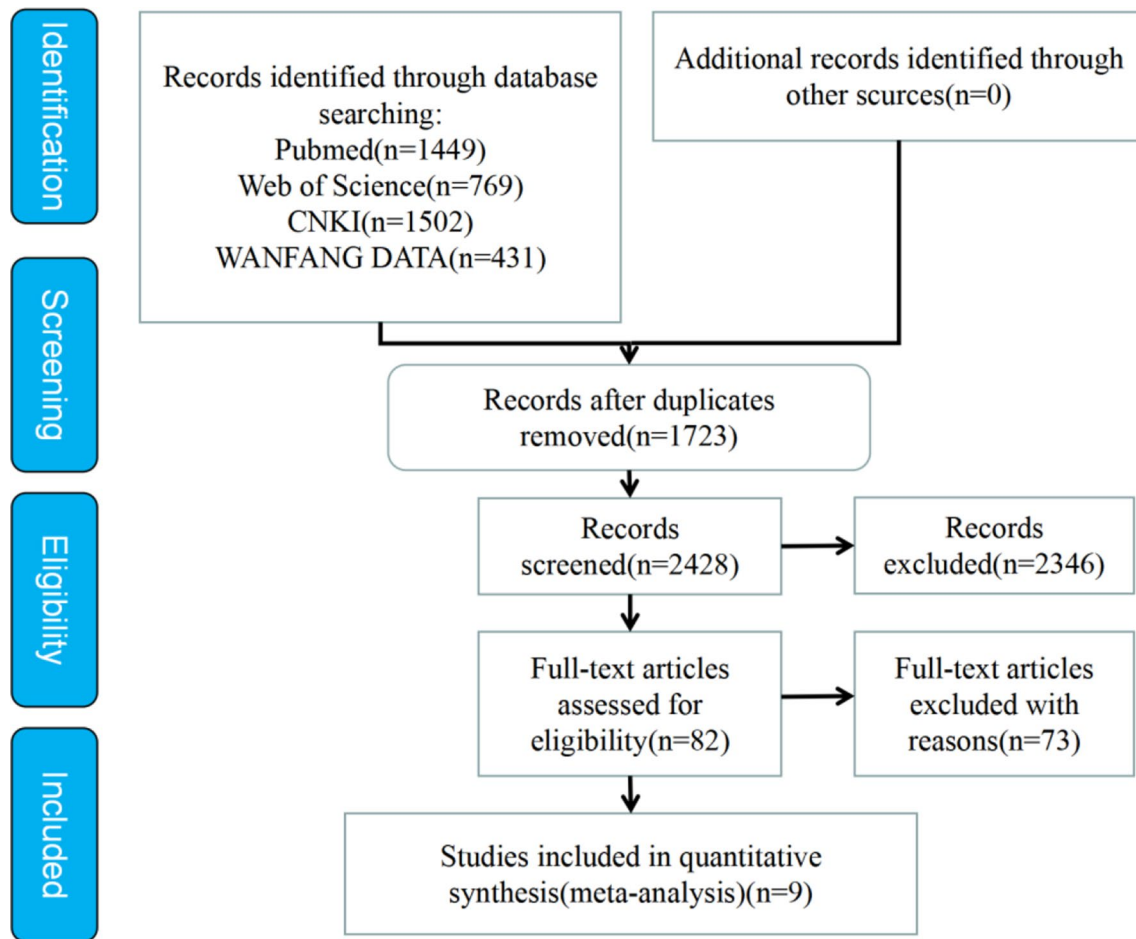 Identification
Records identified through database
searching:
Pubmed(n=1449)
Web of Science(n=769)
CNKI(n=1502)
WANFANG DATA(n=431)
Additional records identified through
other scurces(n=0)
Screening
Records after duplicates
removed(n=1723)
Eligibility
Records
screened(n=2428)
Records
excluded(n=2346)
Full-text articles
assessed for
eligibility(n=82)
Full-text articles
excluded with
reasons(n=73)
Included
Studies included in quantitative
synthesis(meta-analysis)(n=9)